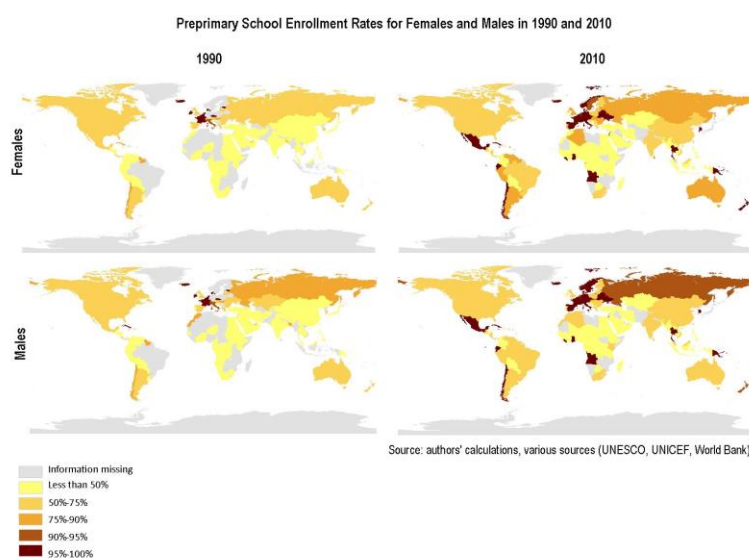 Preprimary School Enrollment Rates for Females and Males in 1990 and 2010
1990
2010
Females
Males
Source: authors' calculations, various sources (UNESCO, UNICEF, World Bank)
Information missing
Less than 50%
50%-75%
75%-90%
90%-95%
95%-100%